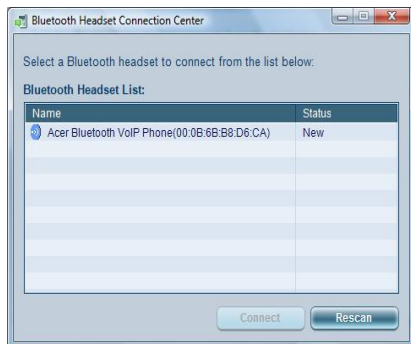 Bluetooth Headset Connection Center
Select a Bluetooth headset to connect from the list below:
Bluetooth Headset List:
Name Status
Acer Bluetooth VoIP Phone(00:0B:6B:B8:D6:CA) New
Connect Rescan